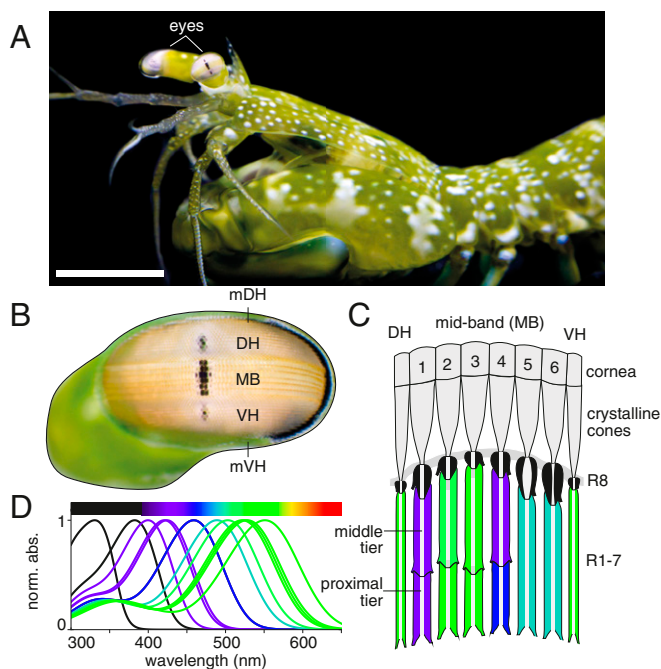 A
eyes
B
mDH
DH
MB
VH
mVH
C
DH
mid-band (MB)
VH
1 2 3 4 5 6
cornea
crystalline
cones
R8
middle
tier
proximal
tier
R1-7
D
norm. abs.
1
0
300 400 500 600
wavelength (nm)